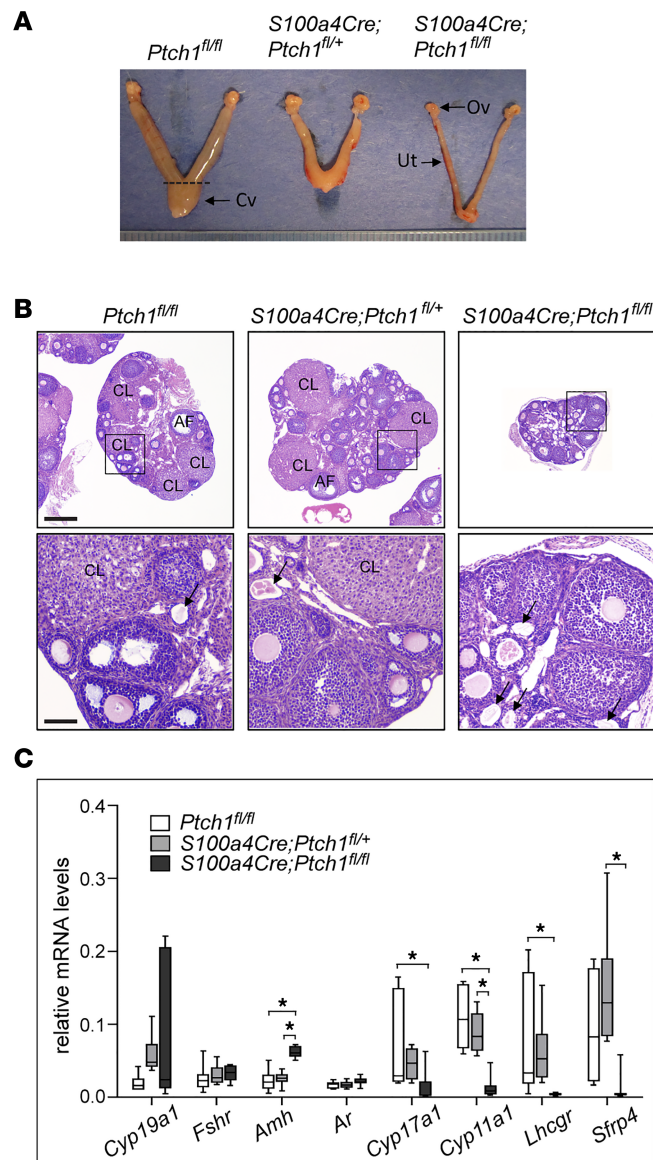 A
Ptch1fl/fl
S100a4Cre;
Ptch1fl/+
S100a4Cre;
Ptch1fl/fl
Ov
Ut
Cv
B
Ptch1fl/fl
S100a4Cre;Ptch1fl/+
S100a4Cre;Ptch1fl/fl
CL
AF
CL
CL
CL
CL
CL
CL
AF
CL
CL
C
relative mRNA levels
0.4
0.3
0.2
0.1
0.0
Ptch1fl/fl
S100a4Cre;Ptch1fl/+
S100a4Cre;Ptch1fl/fl
*
*
*
*
*
*
*
Cyp19a1
Fshr
Amh
Ar
Cyp17a1
Cyp11a1
Lhcgr
Sfrp4